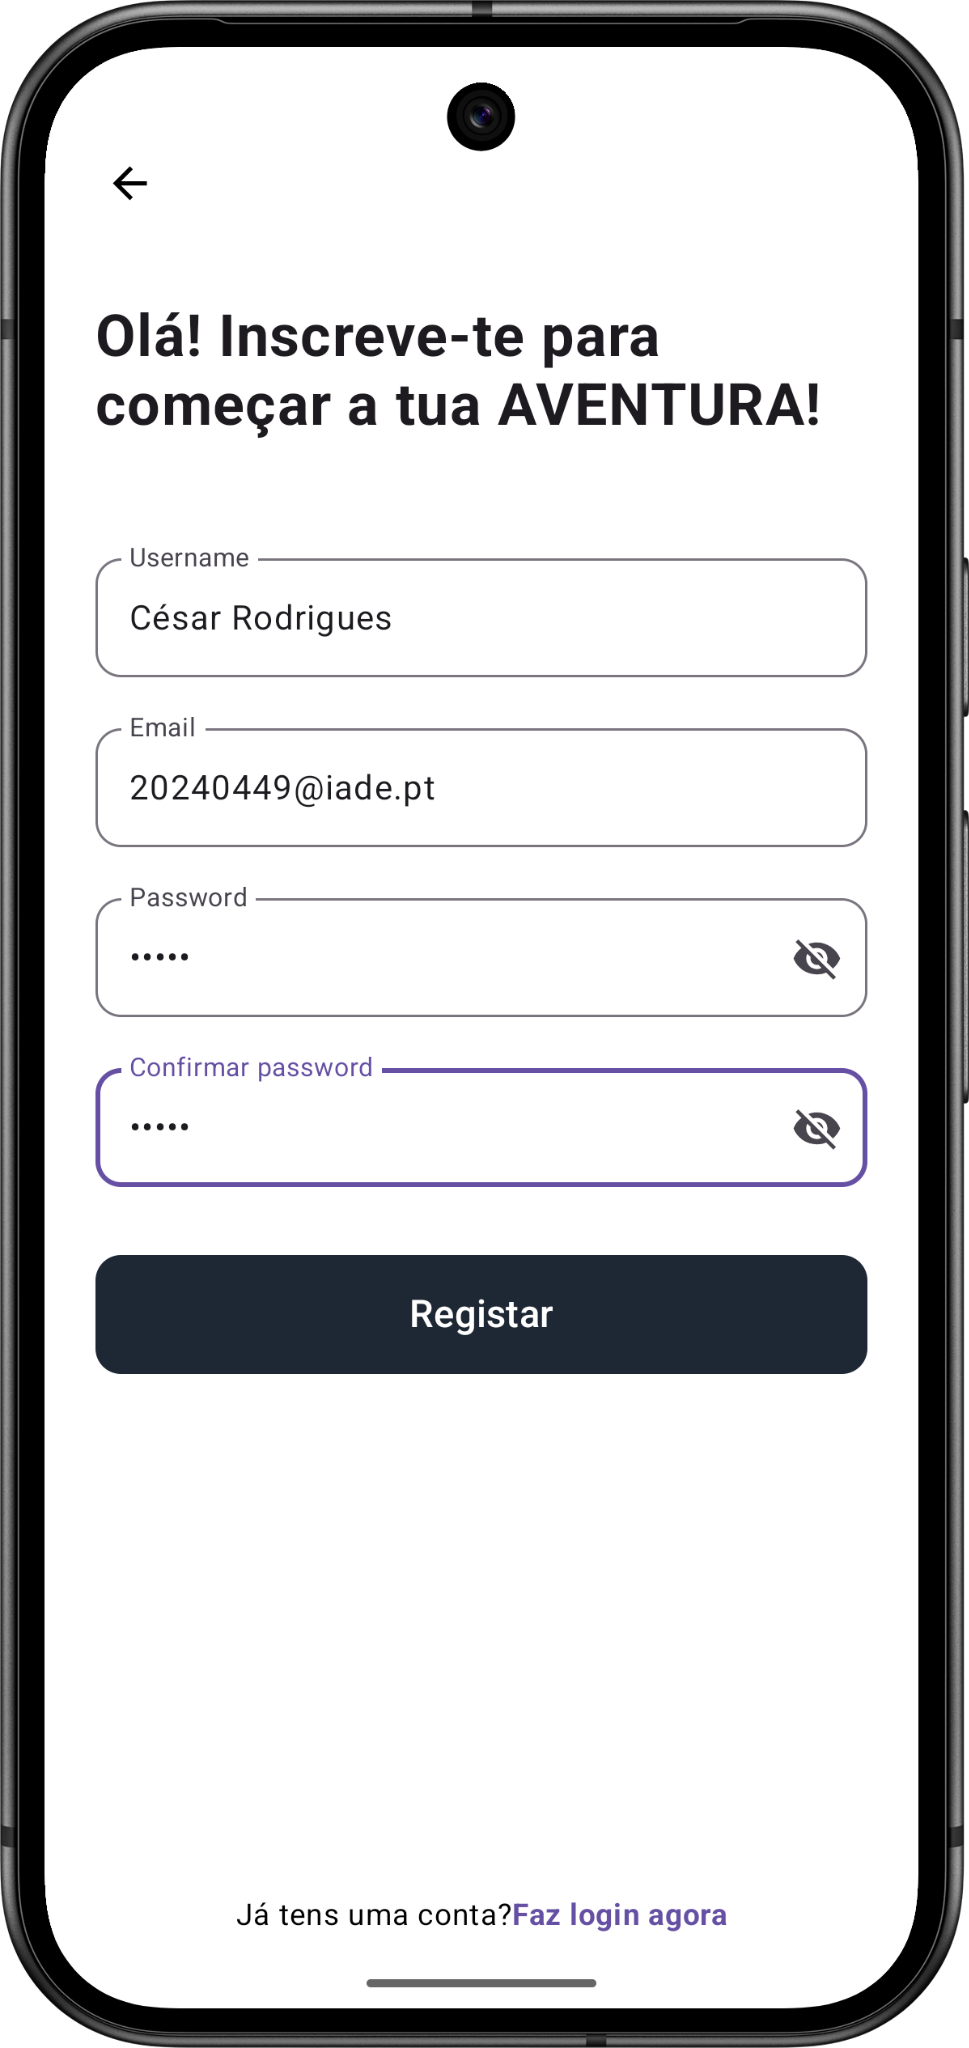 Olá! Inscreve-te para
começar a tua AVENTURA!
Username
César Rodrigues
Email
20240449@iade.pt
Password
•••••
Confirmar password
•••••
Registar
Já tens uma conta?Faz login agora